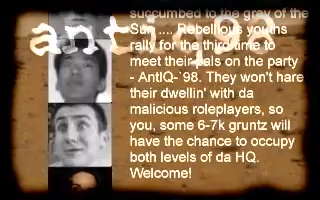 succumbed to the gray of the
Sun .... Rebellious youths
rally for the third time to
meet their pals on the party
- AntIQ-`98. They won't hare
their dwellin' with da
malicious roleplayers, so
you, some 6-7k gruntz will
have the chance to occupy
both levels of da HQ.
Welcome!